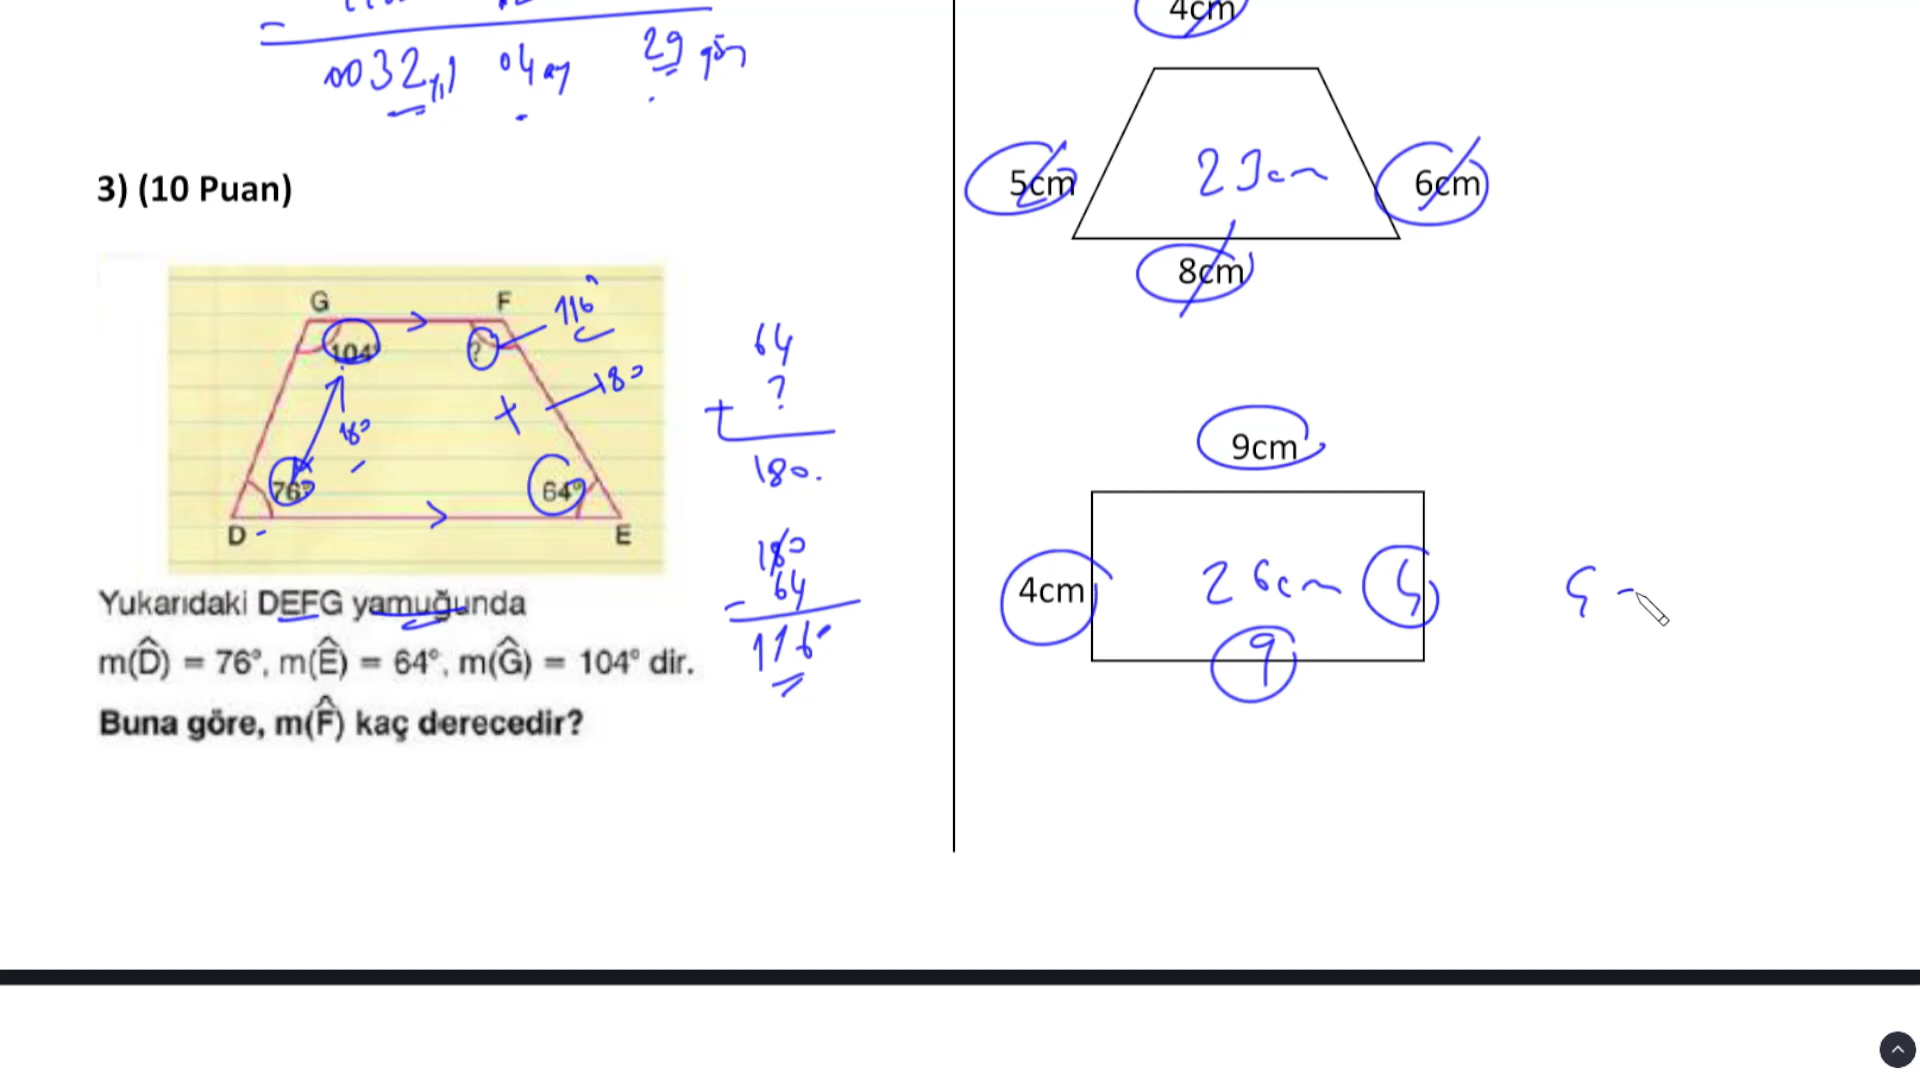 0032 yıl 04 ay 29 gün
3) (10 Puan)
G F 116°
104° ?
180
180
76° 64°
D E
64
?
+
180.
180
- 64
116°
Yukarıdaki DEFG yamuğunda
m(D̂) = 76°, m(Ê) = 64°, m(Ĝ) = 104° dir.
Buna göre, m(F̂) kaç derecedir?
4cm
5cm 23cm 6cm
8cm
9cm
4cm 26cm 4
9
Ç -